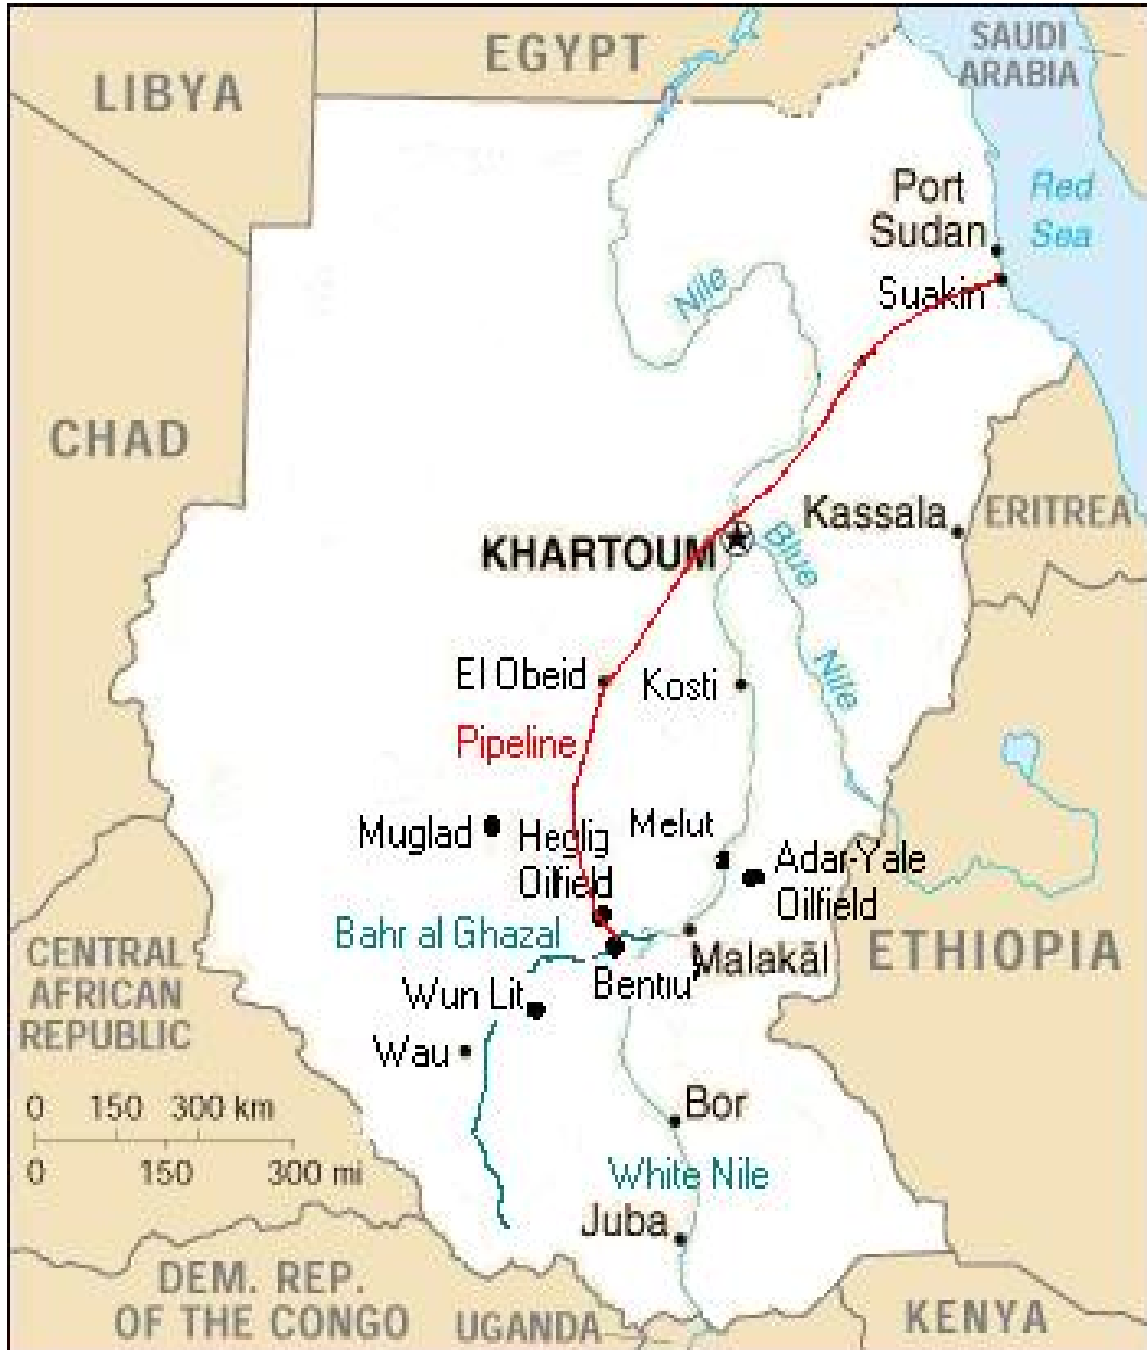 EGYPT
SAUDI
ARABIA
LIBYA
Port
Sudan
Red
Sea
Suakin
Nile
CHAD
Kassala
ERITREA
KHARTOUM
Blue
Nile
El Obeid
Kosti
Pipeline
Muglad
Heglig
Oilfield
Melut
Adar-Yale
Oilfield
Bahr al Ghazal
Malakāl
ETHIOPIA
CENTRAL
AFRICAN
REPUBLIC
Wun Lit
Bentiu
Wau
Bor
0 150 300 km
0 150 300 mi
White Nile
Juba
DEM. REP.
OF THE CONGO
UGANDA
KENYA